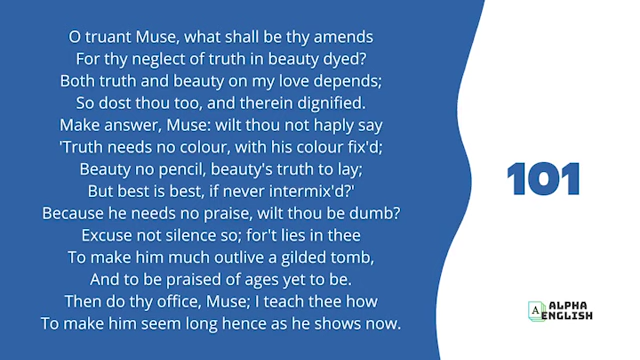 O truant Muse, what shall be thy amends
For thy neglect of truth in beauty dyed?
Both truth and beauty on my love depends;
So dost thou too, and therein dignified.
Make answer, Muse: wilt thou not haply say
'Truth needs no colour, with his colour fix'd;
Beauty no pencil, beauty's truth to lay;
But best is best, if never intermix'd?'
Because he needs no praise, wilt thou be dumb?
Excuse not silence so; for't lies in thee
To make him much outlive a gilded tomb,
And to be praised of ages yet to be.
Then do thy office, Muse; I teach thee how
To make him seem long hence as he shows now.
101
A
ALPHA
ENGLISH